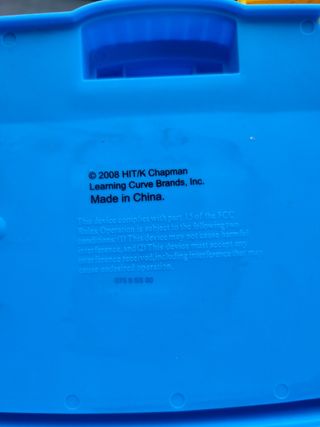 © 2008 HIT/K Chapman
Learning Curve Brands, Inc.
Made in China.
This device complies with part 15 of the FCC
Rules Operation is subject to the following two
conditions: (1) This device may not cause harmful
interference, and (2) This device must accept any
interference received, including interference that may
cause undesired operation.